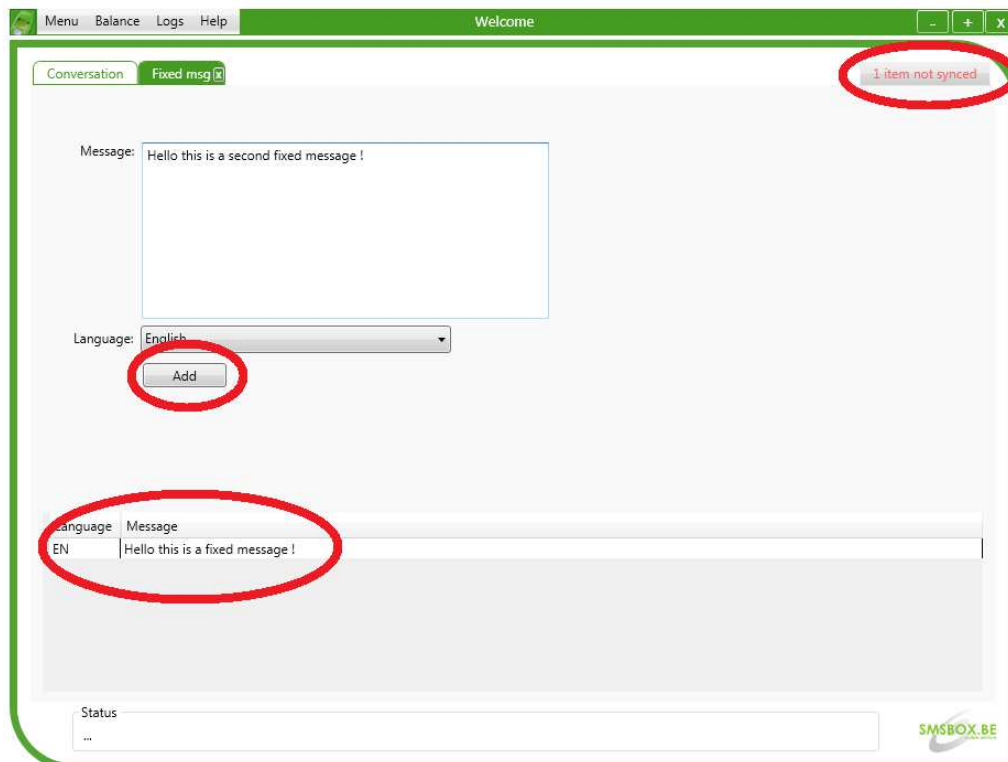 Menu Balance Logs Help Welcome - + x
Conversation Fixed msg x 1 item not synced
Message: Hello this is a second fixed message !
Language: English
Add
Language Message
EN Hello this is a fixed message !
Status
...
SMSBOX.BE